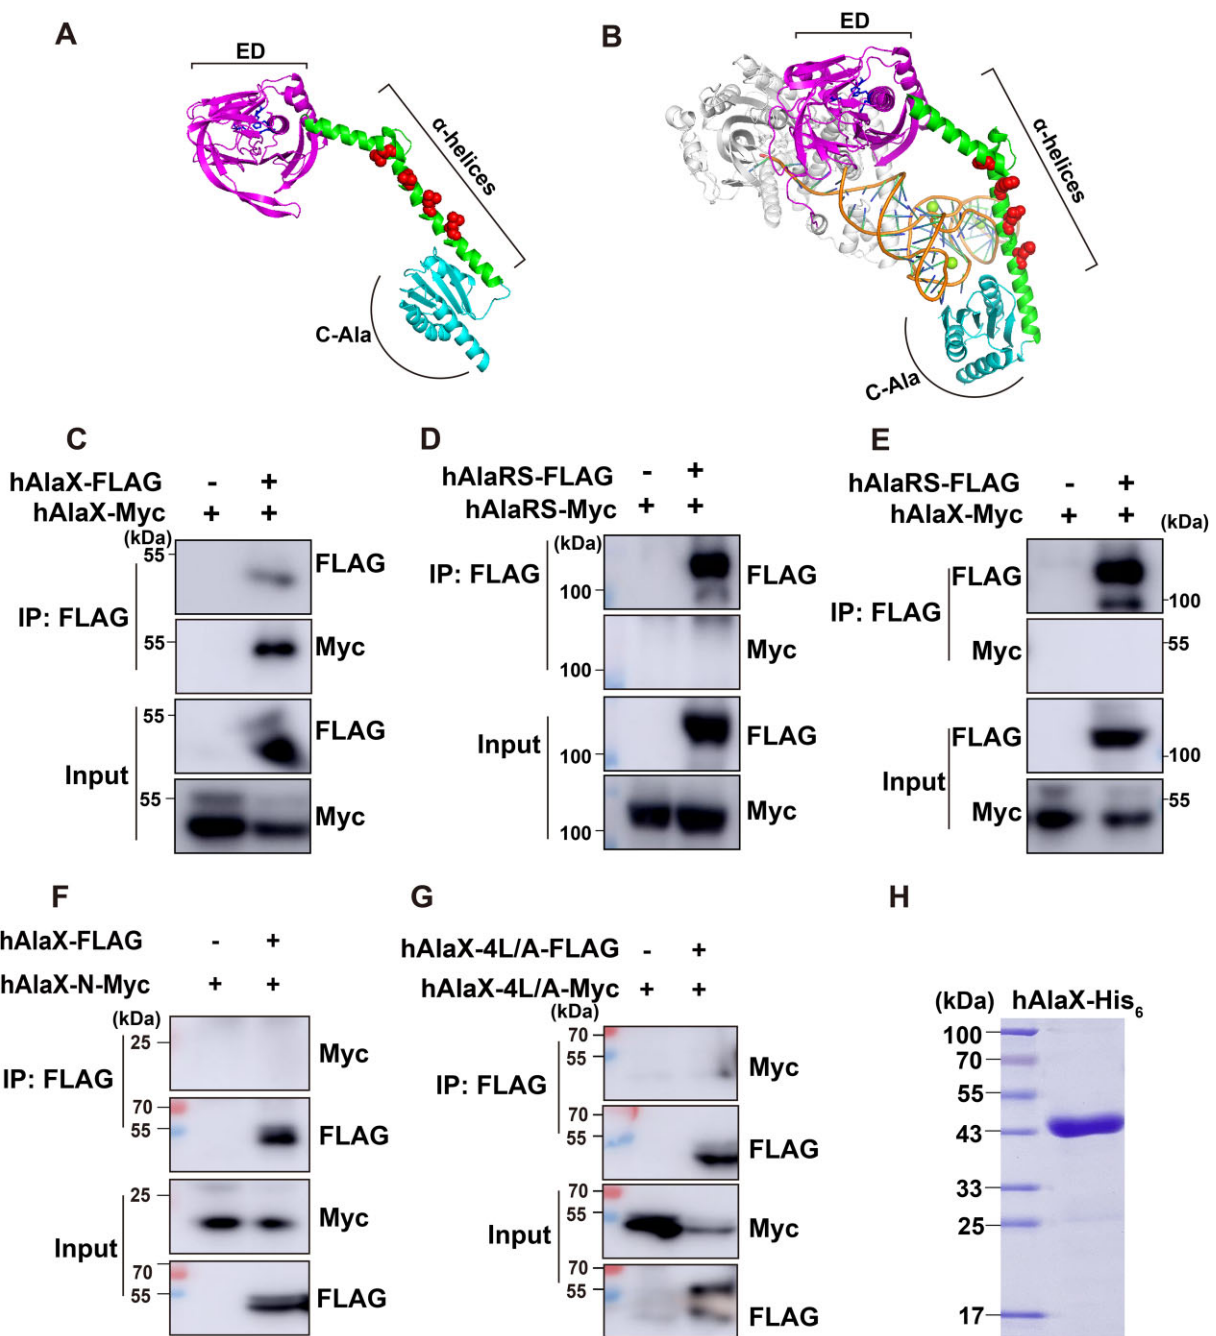 A
ED
α-helices
C-Ala
B
ED
α-helices
C-Ala
C
hAlaX-FLAG - +
hAlaX-Myc + +
(kDa)
55 FLAG
IP: FLAG
55 Myc
55 FLAG
Input
55 Myc
D
hAlaRS-FLAG - +
hAlaRS-Myc + +
(kDa)
IP: FLAG
100 FLAG
Myc
100
Input
100 FLAG
Myc
100
E
hAlaRS-FLAG - +
hAlaX-Myc + +
(kDa)
FLAG 100
IP: FLAG
Myc 55
FLAG 100
Input
Myc 55
F
hAlaX-FLAG - +
hAlaX-N-Myc + +
(kDa)
25 Myc
IP: FLAG
70
55 FLAG
25 Myc
Input
70
55 FLAG
G
hAlaX-4L/A-FLAG - +
hAlaX-4L/A-Myc + +
(kDa)
70
55 Myc
IP: FLAG
70
55 FLAG
70
55 Myc
Input
70
55 FLAG
H
(kDa) hAlaX-His6
100
70
55
43
33
25
17